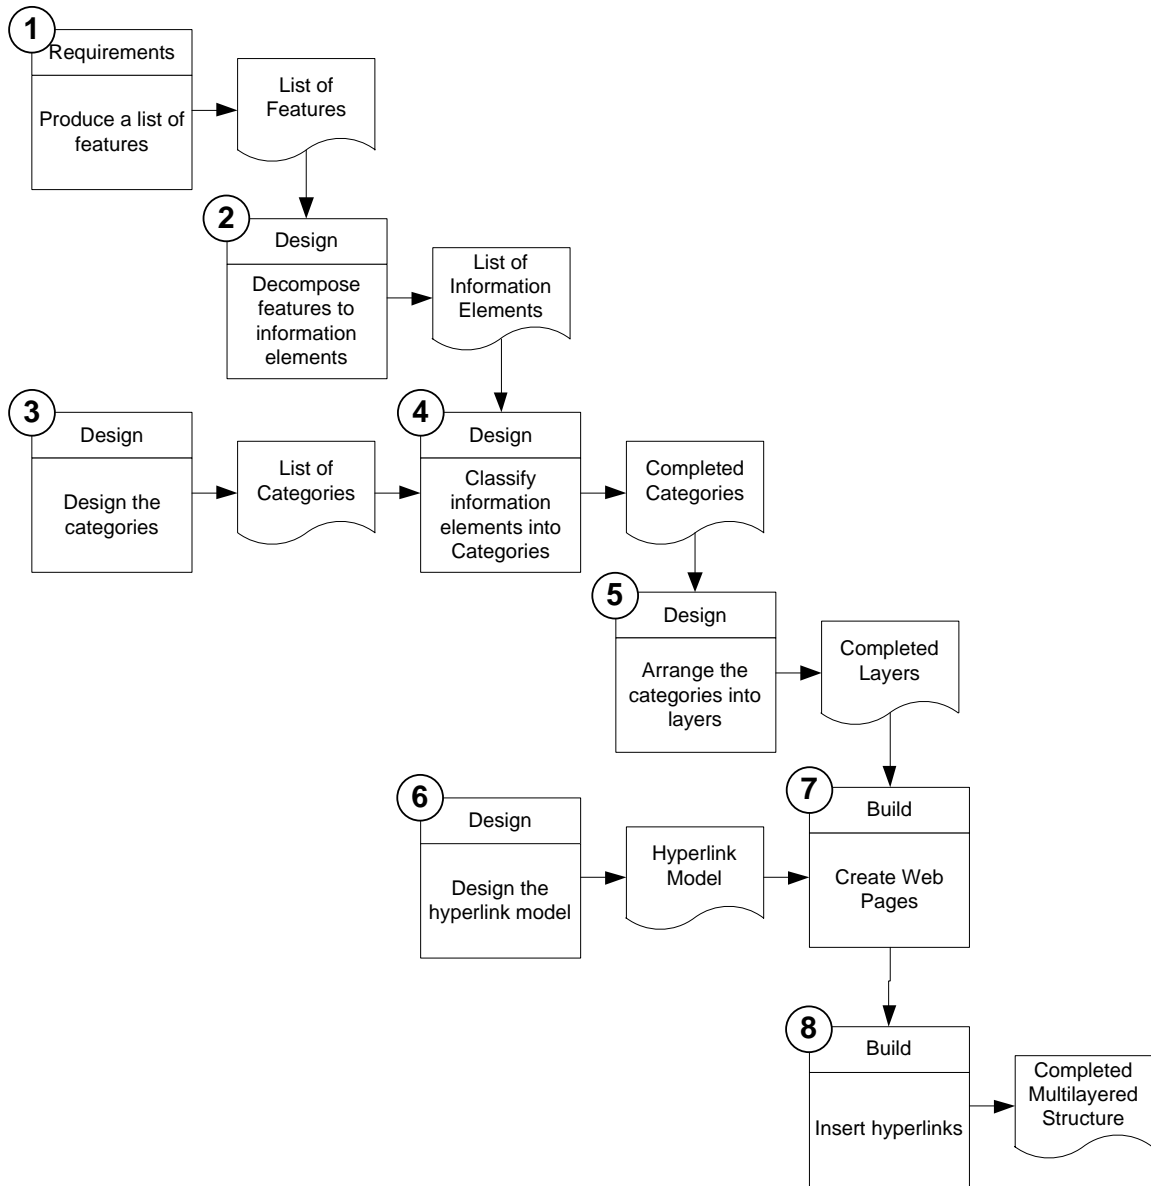 1
Requirements
Produce a list of
features
List of
Features
2
Design
Decompose
features to
information
elements
List of
Information
Elements
3
Design
Design the
categories
List of
Categories
4
Design
Classify
information
elements into
Categories
Completed
Categories
5
Design
Arrange the
categories into
layers
Completed
Layers
6
Design
Design the
hyperlink model
Hyperlink
Model
7
Build
Create Web
Pages
8
Build
Insert hyperlinks
Completed
Multilayered
Structure